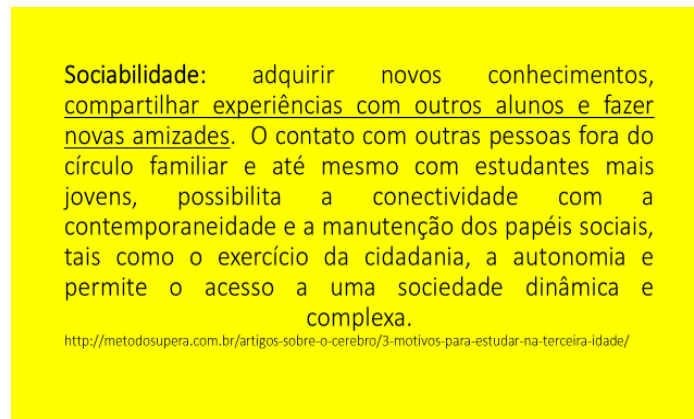 Sociabilidade: adquirir novos conhecimentos,
compartilhar experiências com outros alunos e fazer
novas amizades. O contato com outras pessoas fora do
círculo familiar e até mesmo com estudantes mais
jovens, possibilita a conectividade com a
contemporaneidade e a manutenção dos papéis sociais,
tais como o exercício da cidadania, a autonomia e
permite o acesso a uma sociedade dinâmica e
complexa.
http://metodosupera.com.br/artigos-sobre-o-cerebro/3-motivos-para-estudar-na-terceira-idade/